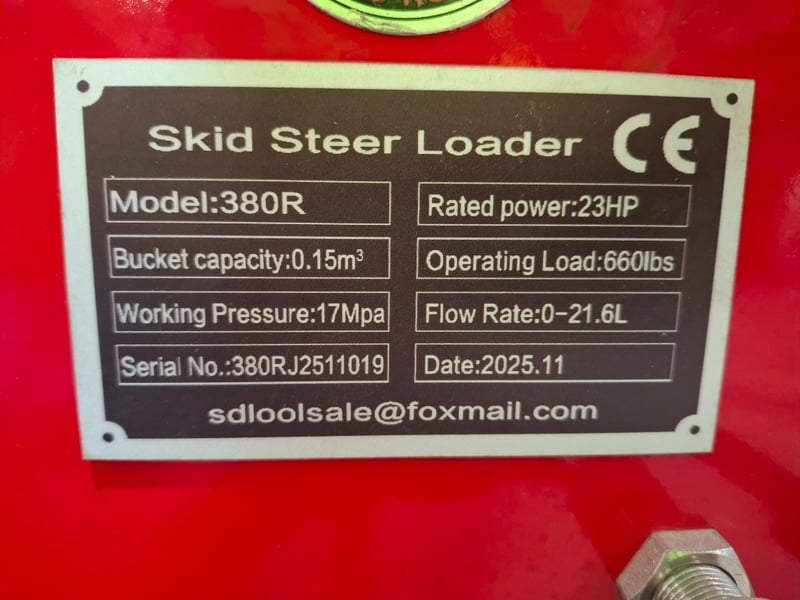 Skid Steer Loader CE
Model:380R
Rated power:23HP
Bucket capacity:0.15m³
Operating Load:660lbs
Working Pressure:17Mpa
Flow Rate:0-21.6L
Serial No.:380RJ2511019
Date:2025.11
sdloolsale@foxmail.com